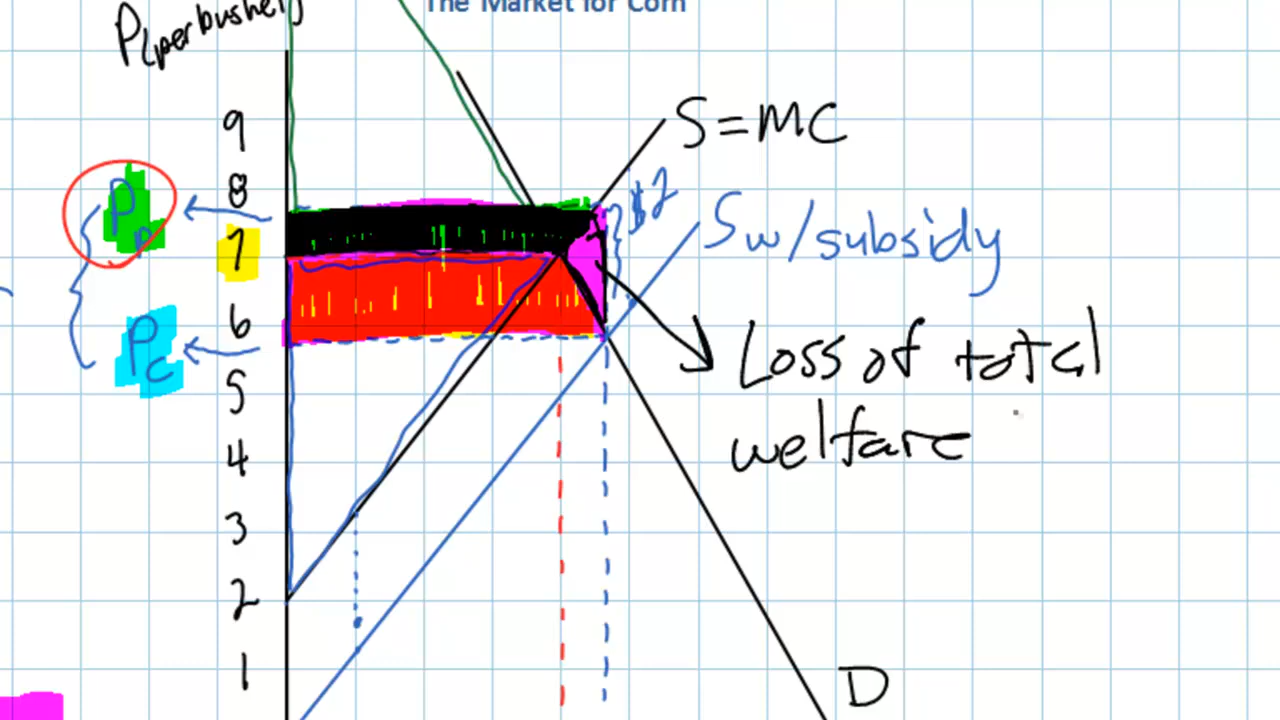 The Market for Corn
P(per bushel)
9
S=MC
8
Pp
$2
7
Sw/subsidy
6
Pc
Loss of total
5
welfare
4
3
2
1
D